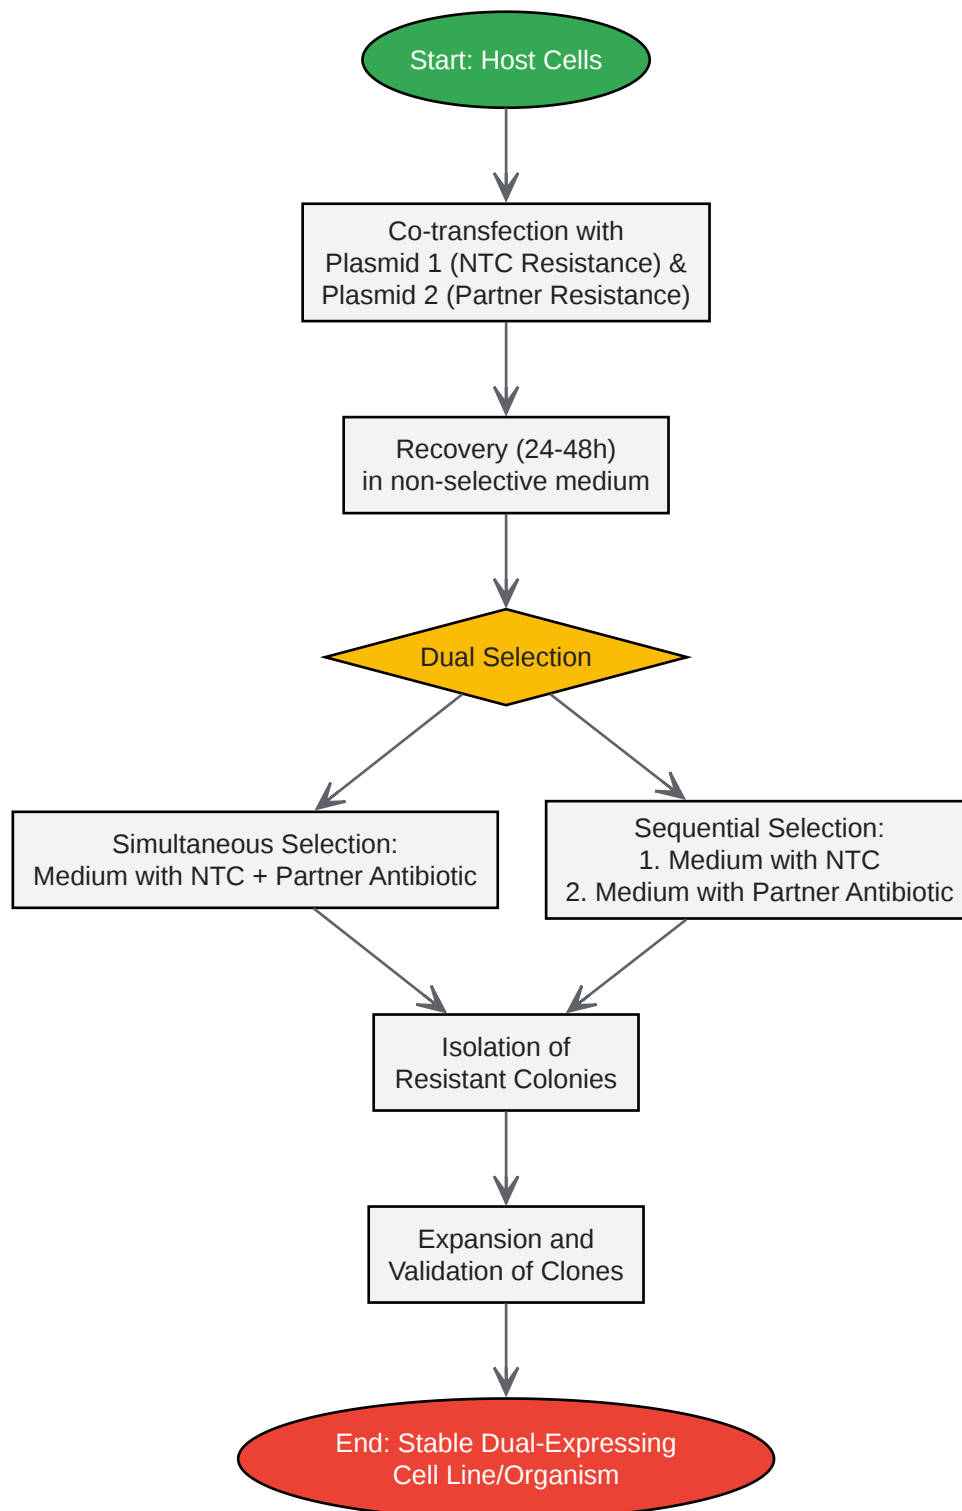 Start: Host Cells
Co-transfection with
Plasmid 1 (NTC Resistance) &
Plasmid 2 (Partner Resistance)
Recovery (24-48h)
in non-selective medium
Dual Selection
Simultaneous Selection:
Medium with NTC + Partner Antibiotic
Sequential Selection:
1. Medium with NTC
2. Medium with Partner Antibiotic
Isolation of
Resistant Colonies
Expansion and
Validation of Clones
End: Stable Dual-Expressing
Cell Line/Organism